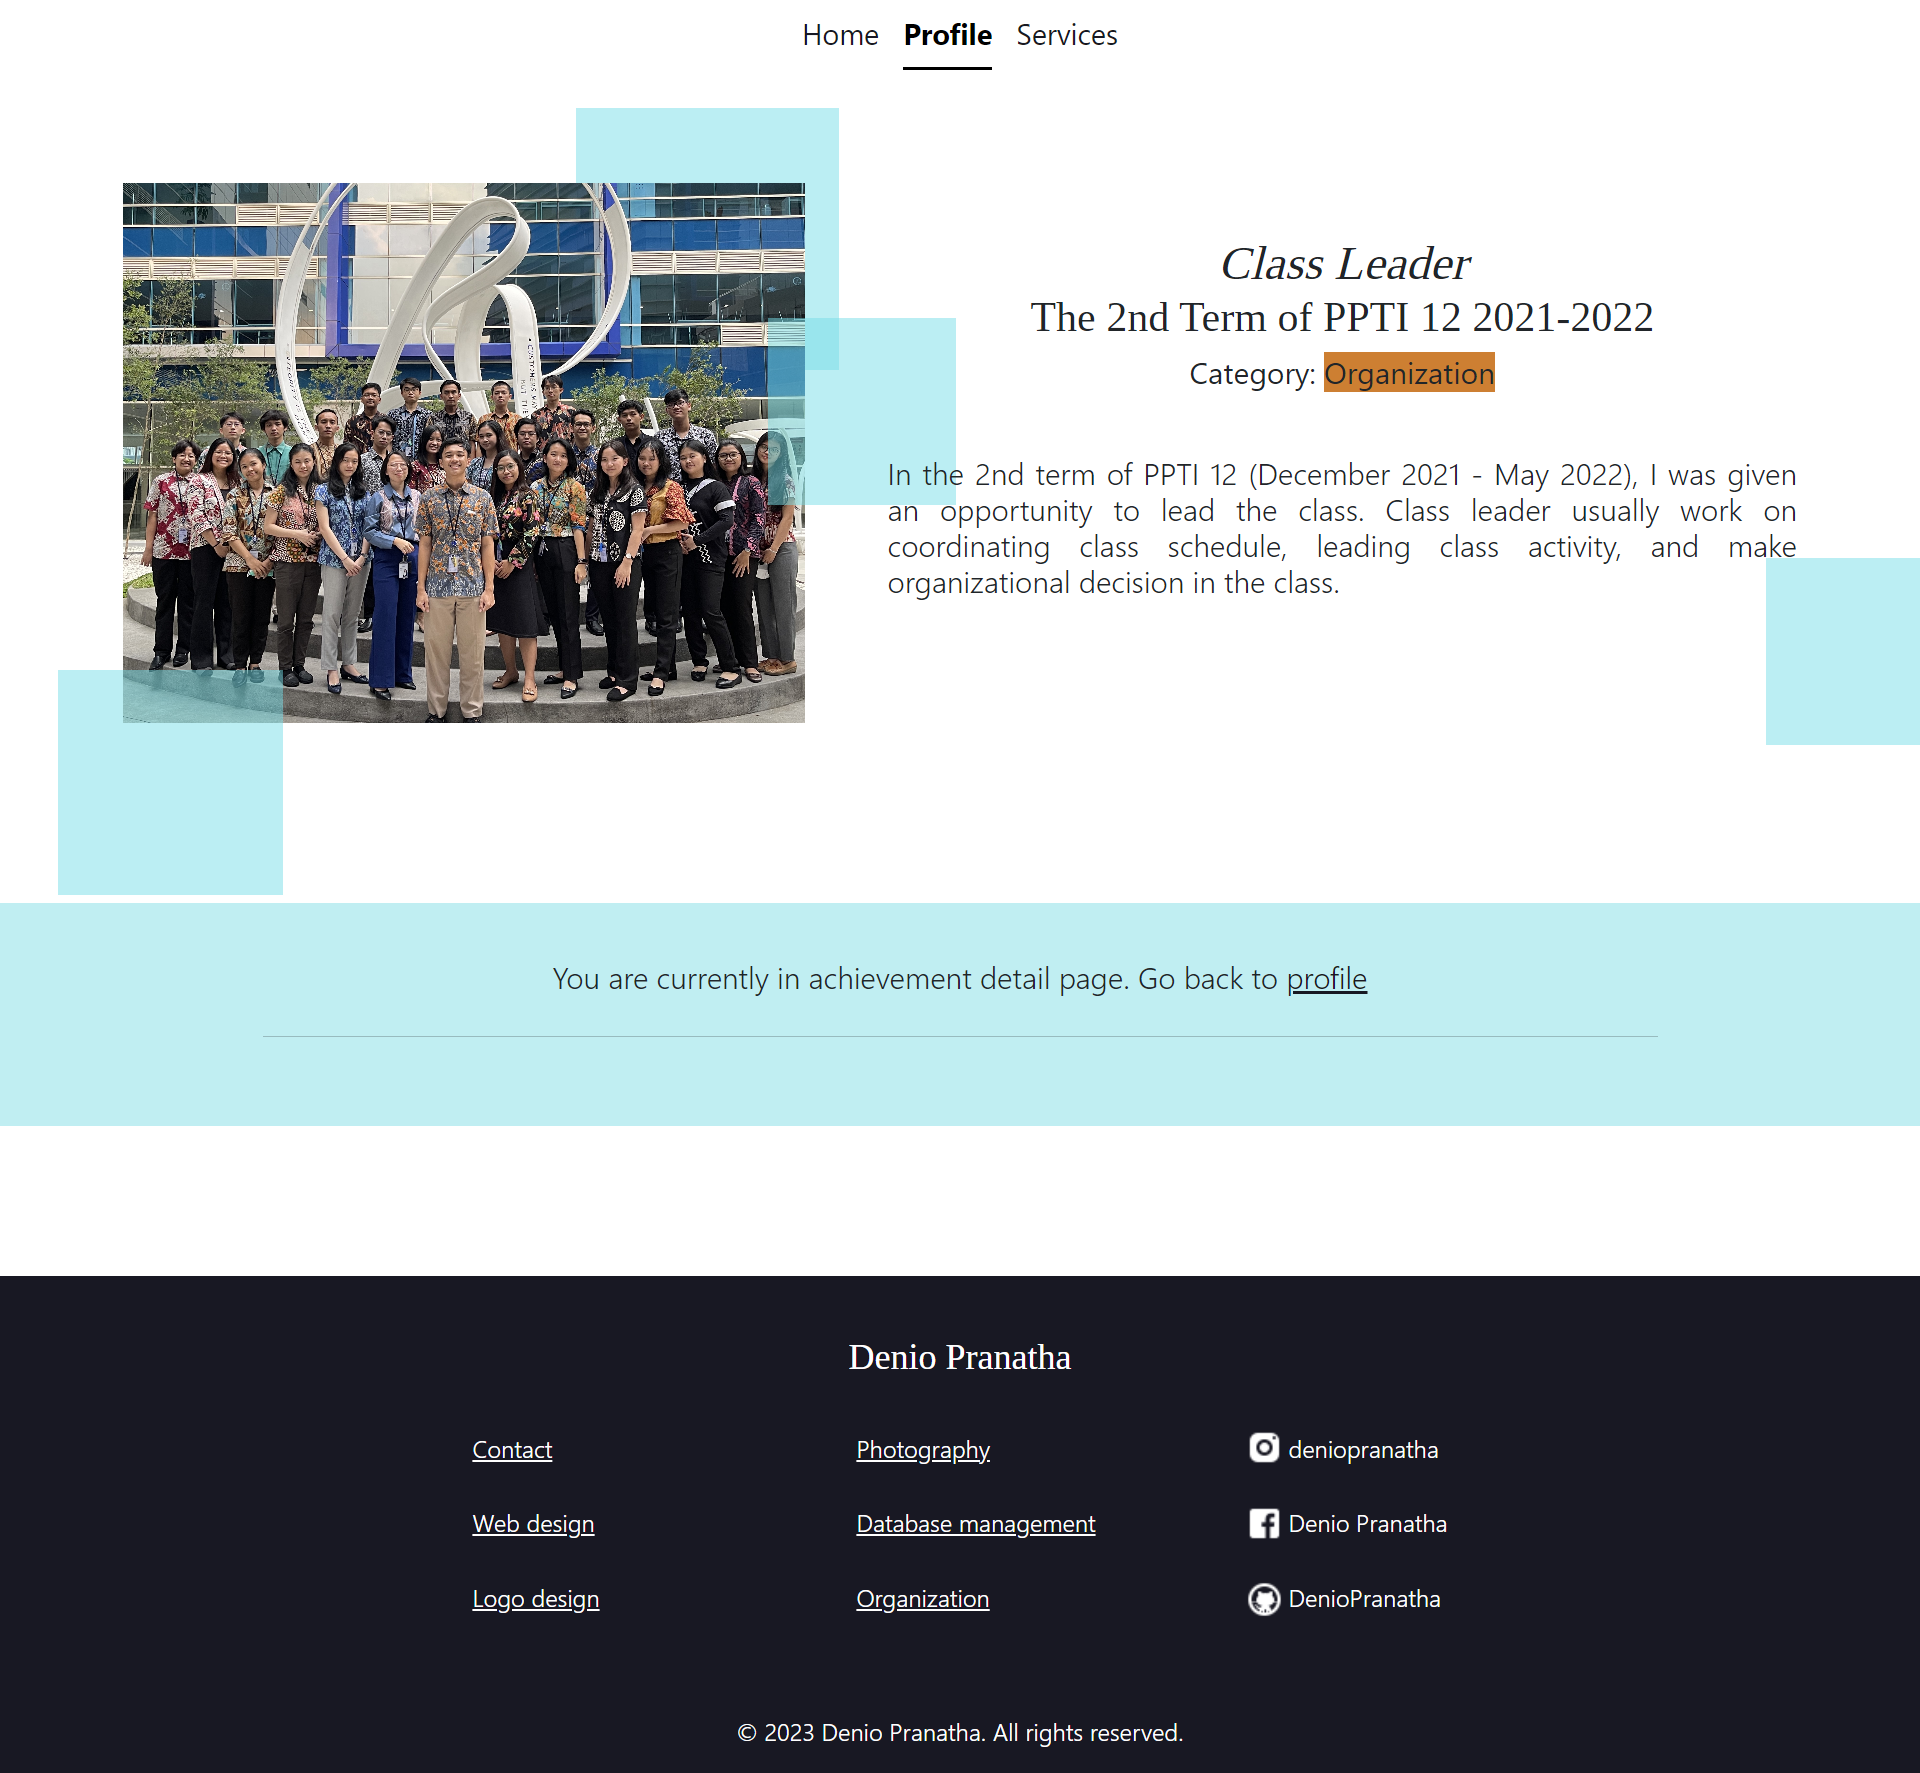 Home Profile Services
Class Leader
The 2nd Term of PPTI 12 2021-2022
Category: Organization
In the 2nd term of PPTI 12 (December 2021 - May 2022), I was given
an opportunity to lead the class. Class leader usually work on
coordinating class schedule, leading class activity, and make
organizational decision in the class.
You are currently in achievement detail page. Go back to profile
Denio Pranatha
Contact Photography deniopranatha
Web design Database management Denio Pranatha
Logo design Organization DenioPranatha
© 2023 Denio Pranatha. All rights reserved.